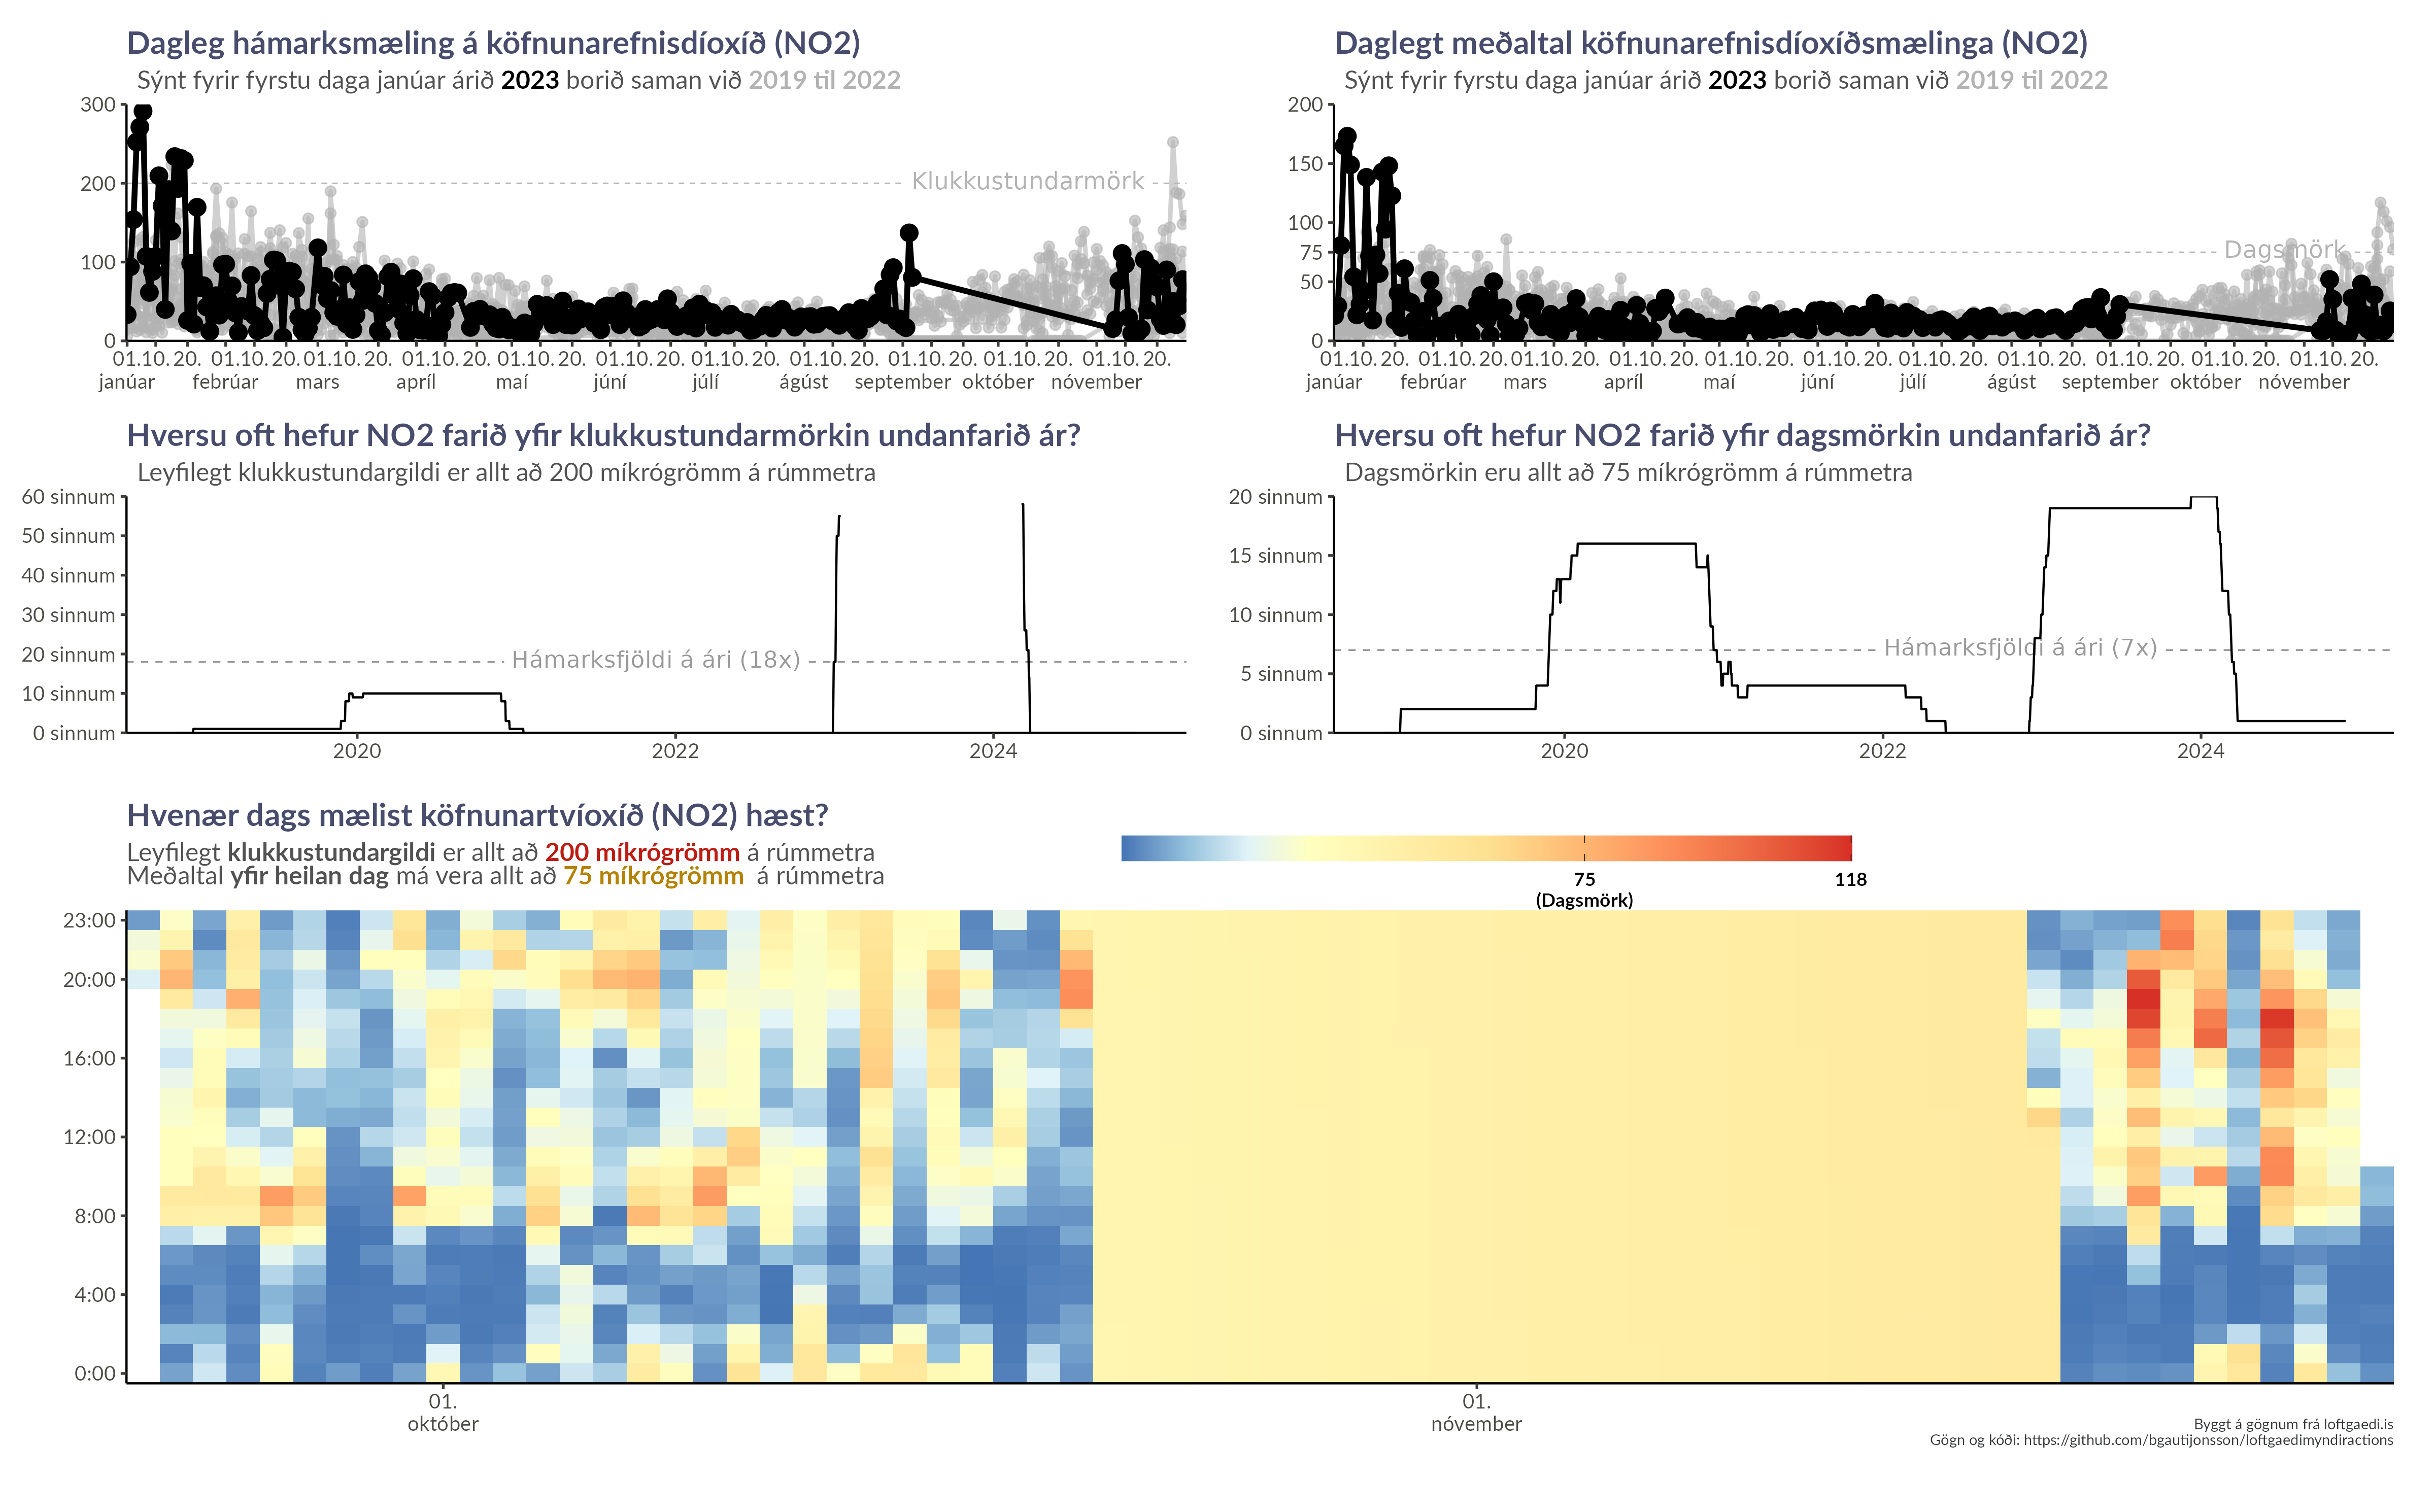 Dagleg hámarksmæling á köfnunarefnisdíoxíð (NO2)
Sýnt fyrir fyrstu daga janúar árið 2023 borið saman við 2019 til 2022
300
200
100
0
Klukkustundarmörk
01. 10. 20. 01. 10. 20. 01. 10. 20. 01. 10. 20. 01. 10. 20. 01. 10. 20. 01. 10. 20. 01. 10. 20. 01. 10. 20. 01. 10. 20. 01. 10. 20.
janúar febrúar mars apríl maí júní júlí ágúst september október nóvember
Daglegt meðaltal köfnunarefnisdíoxíðsmælinga (NO2)
Sýnt fyrir fyrstu daga janúar árið 2023 borið saman við 2019 til 2022
200
150
100
75
50
0
Dagsmörk
01. 10. 20. 01. 10. 20. 01. 10. 20. 01. 10. 20. 01. 10. 20. 01. 10. 20. 01. 10. 20. 01. 10. 20. 01. 10. 20. 01. 10. 20. 01. 10. 20.
janúar febrúar mars apríl maí júní júlí ágúst september október nóvember
Hversu oft hefur NO2 farið yfir klukkustundarmörkin undanfarið ár?
Leyfilegt klukkustundargildi er allt að 200 míkrógrömm á rúmmetra
60 sinnum
50 sinnum
40 sinnum
30 sinnum
20 sinnum
10 sinnum
0 sinnum
Hámarksfjöldi á ári (18x)
2020 2022 2024
Hversu oft hefur NO2 farið yfir dagsmörkin undanfarið ár?
Dagsmörkin eru allt að 75 míkrógrömm á rúmmetra
20 sinnum
15 sinnum
10 sinnum
5 sinnum
0 sinnum
Hámarksfjöldi á ári (7x)
2020 2022 2024
Hvenær dags mælist köfnunartvíoxíð (NO2) hæst?
Leyfilegt klukkustundargildi er allt að 200 míkrógrömm á rúmmetra
Meðaltal yfir heilan dag má vera allt að 75 míkrógrömm á rúmmetra
75 118
(Dagsmörk)
23:00
20:00
16:00
12:00
8:00
4:00
0:00
01. 01.
október nóvember
Byggt á gögnum frá loftgaedi.is
Gögn og kóði: https://github.com/bgautijonsson/loftgaedimyndiractions